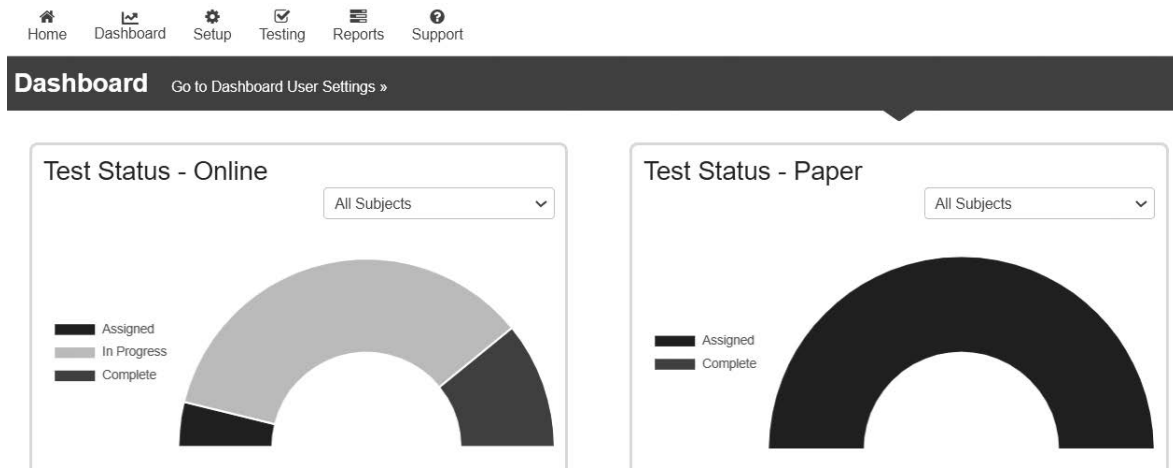 Home Dashboard Setup Testing Reports Support
Dashboard Go to Dashboard User Settings »
Test Status - Online
All Subjects
Assigned
In Progress
Complete
Test Status - Paper
All Subjects
Assigned
Complete